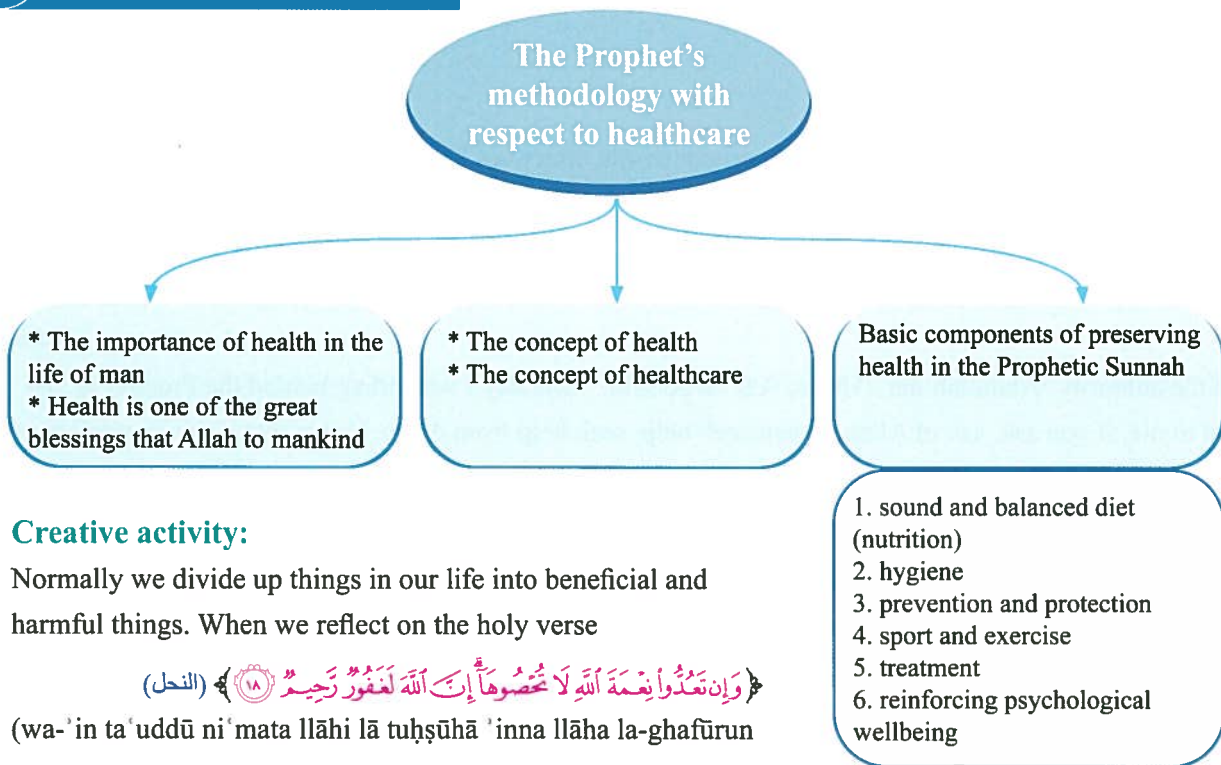 The Prophet's
methodology with
respect to healthcare
* The importance of health in the
life of man
* Health is one of the great
blessings that Allah to mankind
* The concept of health
* The concept of healthcare
Basic components of preserving
health in the Prophetic Sunnah
1. sound and balanced diet
(nutrition)
2. hygiene
3. prevention and protection
4. sport and exercise
5. treatment
6. reinforcing psychological
wellbeing
Creative activity:
Normally we divide up things in our life into beneficial and
harmful things. When we reflect on the holy verse
﴿وَإِن تَعُدُّوا۟ نِعْمَةَ ٱللَّهِ لَا تُحْصُوهَآ إِنَّ ٱللَّهَ لَغَفُورٌ رَّحِيمٌ ١٨﴾ (النحل)
(wa-ʾin taʿuddū niʿmata llāhi lā tuḥṣūhā ʾinna llāha la-ghafūrun